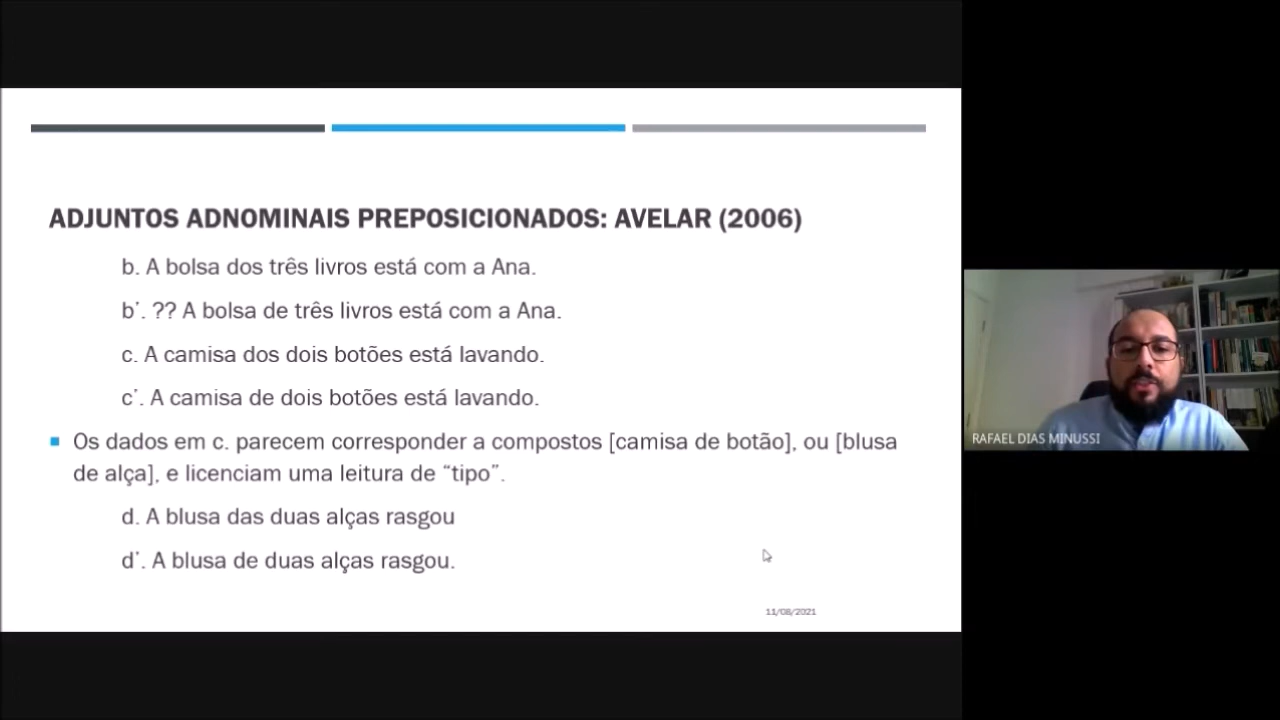 ADJUNTOS ADNOMINAIS PREPOSICIONADOS: AVELAR (2006)
b. A bolsa dos três livros está com a Ana.
b´. ?? A bolsa de três livros está com a Ana.
c. A camisa dos dois botões está lavando.
c´. A camisa de dois botões está lavando.
Os dados em c. parecem corresponder a compostos [camisa de botão], ou [blusa
de alça], e licenciam uma leitura de “tipo”.
d. A blusa das duas alças rasgou
d´. A blusa de duas alças rasgou.
11/08/2021
RAFAEL DIAS MINUSSI